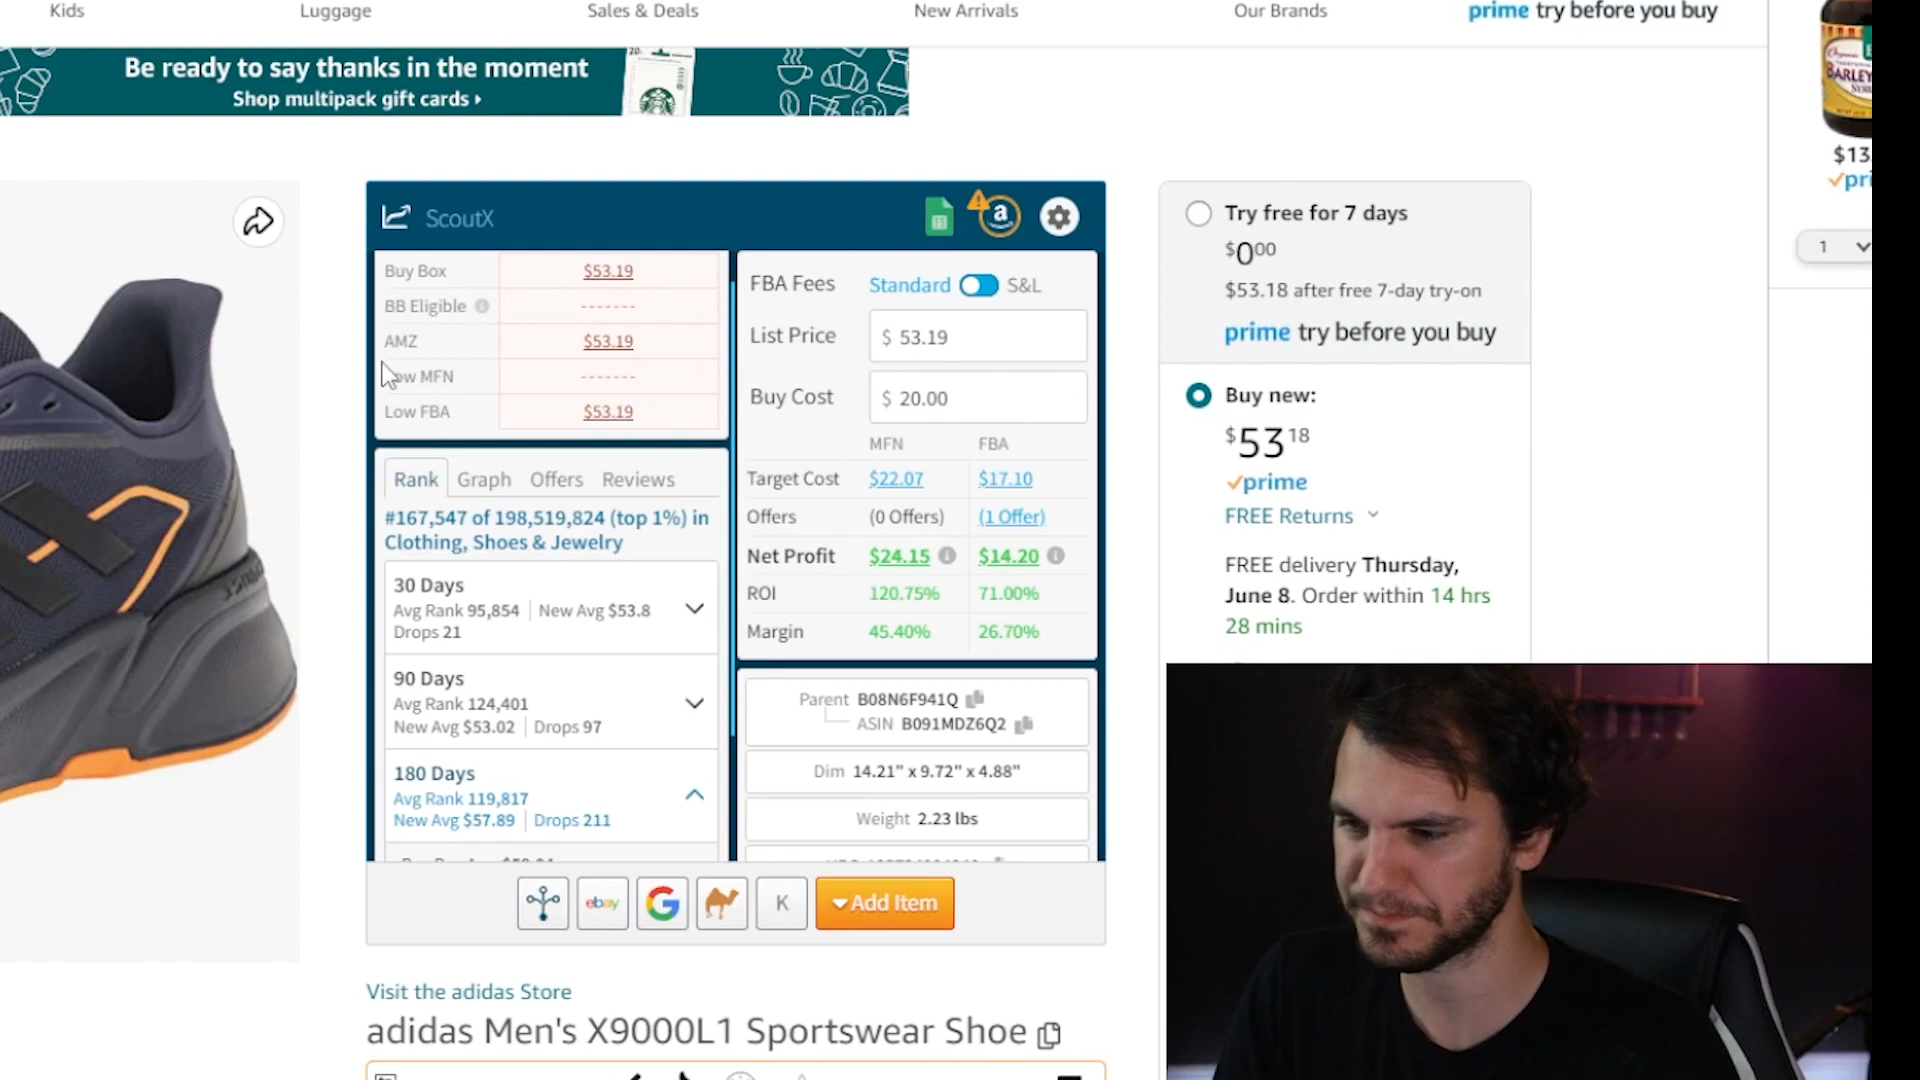 Kids
Luggage
Sales & Deals
New Arrivals
Our Brands
prime try before you buy
Be ready to say thanks in the moment
Shop multipack gift cards
BARLEY
$13
pri
1
ScoutX
Buy Box $53.19
BB Eligible -------
AMZ $53.19
Low MFN -------
Low FBA $53.19
Rank Graph Offers Reviews
#167,547 of 198,519,824 (top 1%) in
Clothing, Shoes & Jewelry
30 Days
Avg Rank 95,854 | New Avg $53.8
Drops 21
90 Days
Avg Rank 124,401
New Avg $53.02 | Drops 97
180 Days
Avg Rank 119,817
New Avg $57.89 | Drops 211
FBA Fees Standard S&L
List Price $ 53.19
Buy Cost $ 20.00
MFN FBA
Target Cost $22.07 $17.10
Offers (0 Offers) (1 Offer)
Net Profit $24.15 $14.20
ROI 120.75% 71.00%
Margin 45.40% 26.70%
Parent B08N6F941Q
ASIN B091MDZ6Q2
Dim 14.21" x 9.72" x 4.88"
Weight 2.23 lbs
ebay
G
K
Add Item
Try free for 7 days
$000
$53.18 after free 7-day try-on
prime try before you buy
Buy new:
$5318
prime
FREE Returns
FREE delivery Thursday,
June 8. Order within 14 hrs
28 mins
Visit the adidas Store
adidas Men's X9000L1 Sportswear Shoe